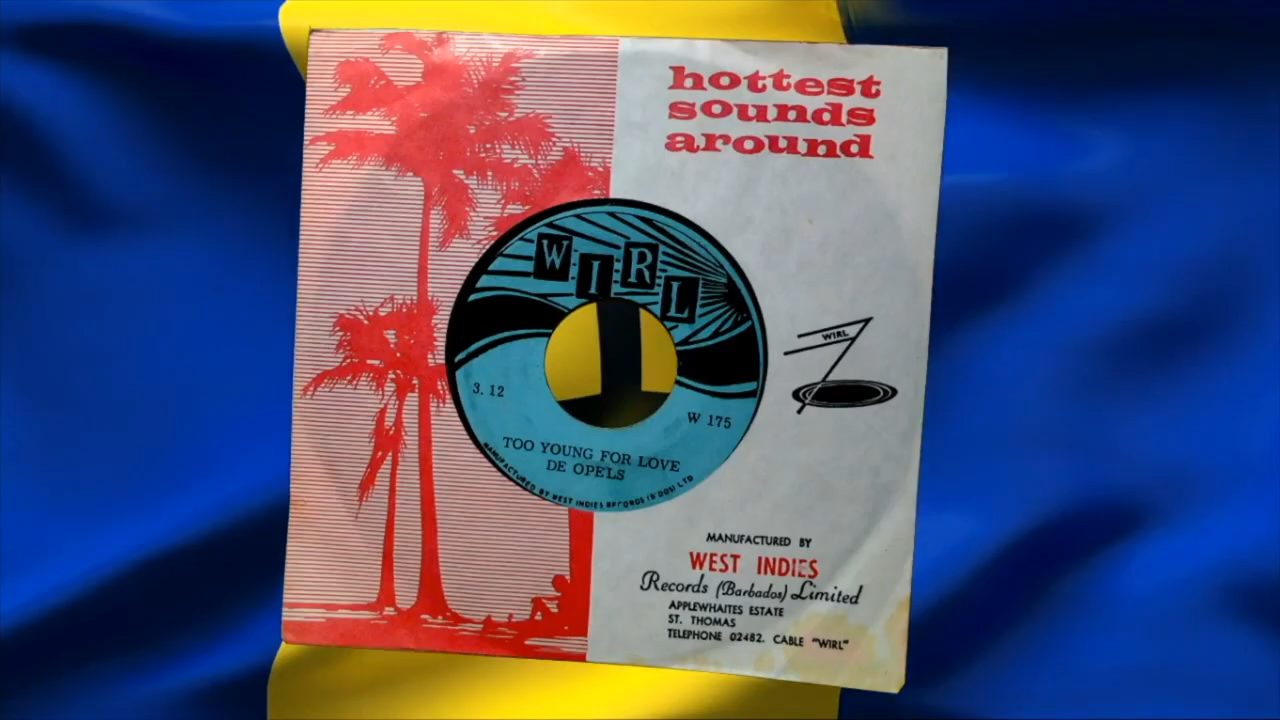 hottest
sounds
around
WIRL
3. 12
W 175
TOO YOUNG FOR LOVE
DE OPELS
MANUFACTURED BY WEST INDIES RECORDS (B'DOS) LTD
WIRL
MANUFACTURED BY
WEST INDIES
Records (Barbados) Limited
APPLEWHAITES ESTATE
ST. THOMAS
TELEPHONE 02482. CABLE "WIRL"